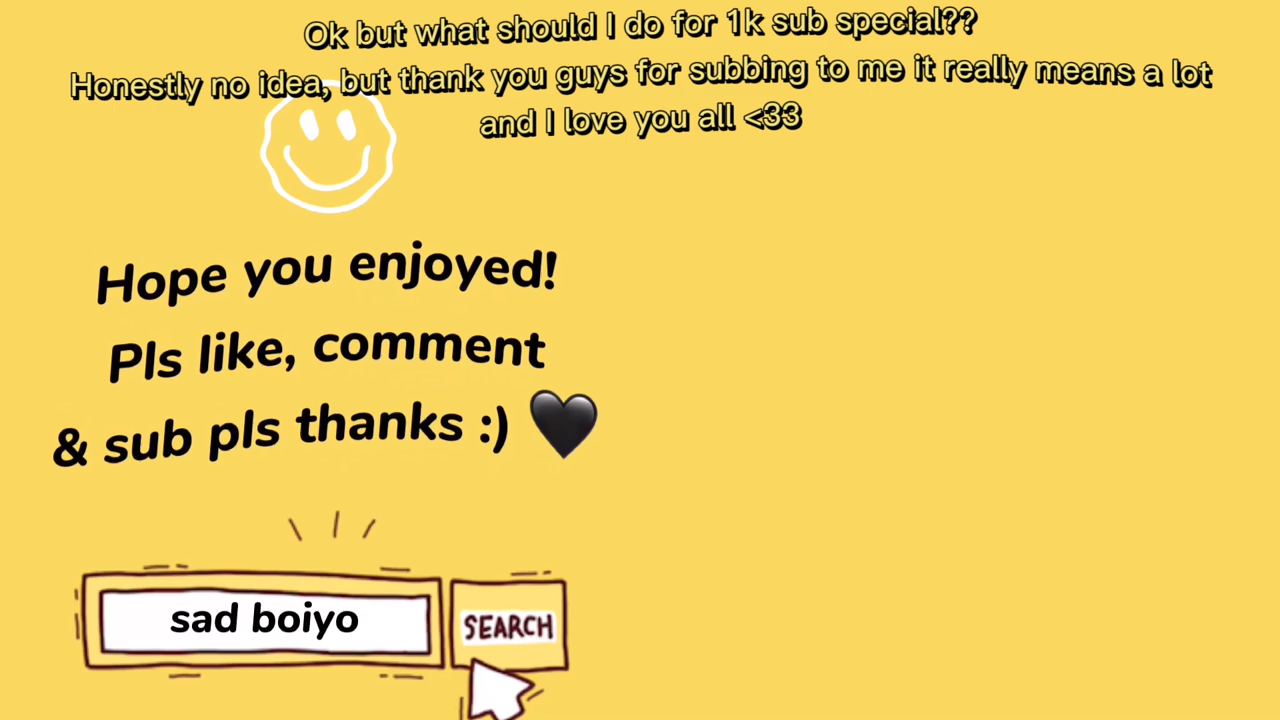 Ok but what should I do for 1k sub special??
Honestly no idea, but thank you guys for subbing to me it really means a lot
and I love you all <33
Hope you enjoyed!
Pls like, comment
& sub pls thanks :) 🖤
sad boiyo
SEARCH